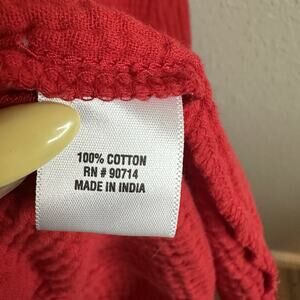 100% COTTON
RN # 90714
MADE IN INDIA